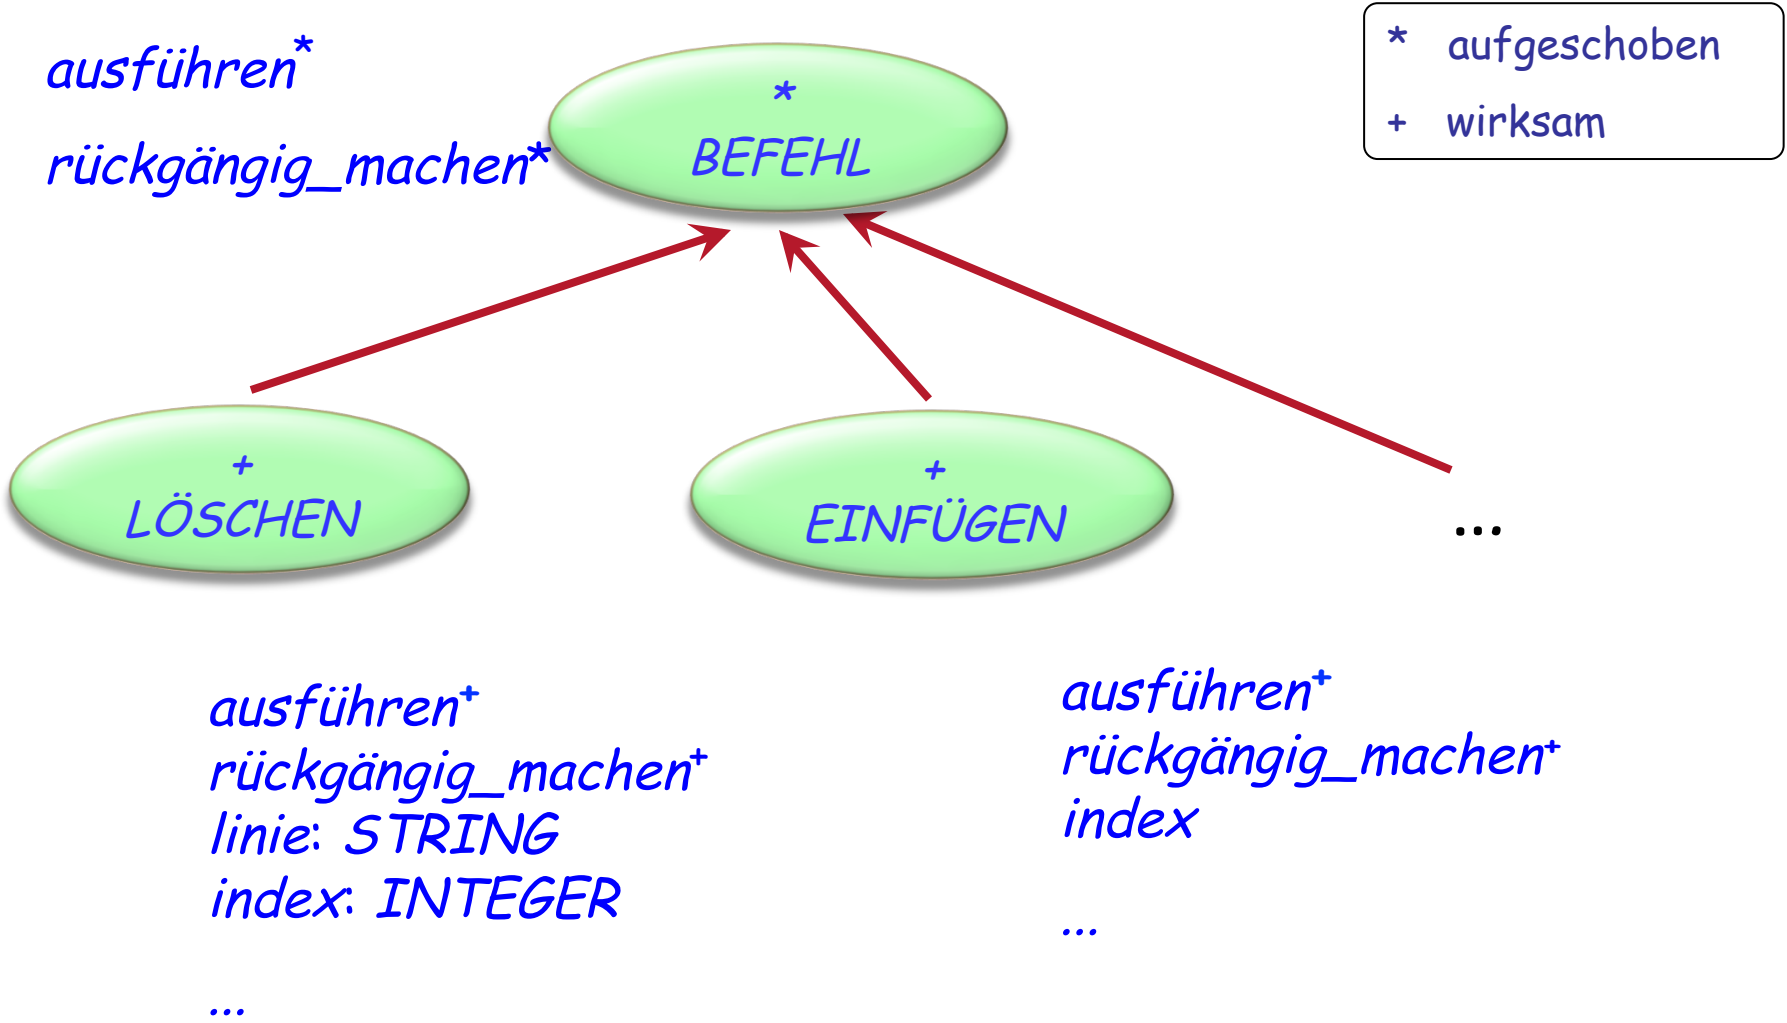 ausführen*
rückgängig_machen*
*
BEFEHL
* aufgeschoben
+ wirksam
+
LÖSCHEN
+
EINFÜGEN
...
ausführen+
rückgängig_machen+
linie: STRING
index: INTEGER
...
ausführen+
rückgängig_machen+
index
...